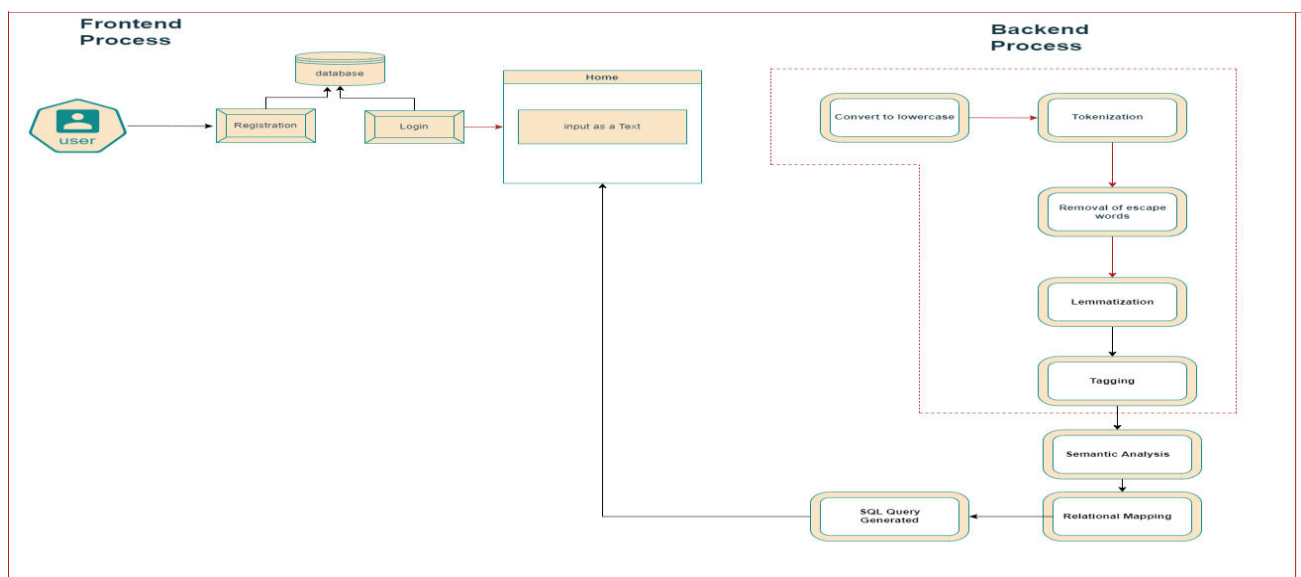 Frontend
Process
database
user
Registration
Login
Home
input as a Text
Backend
Process
Convert to lowercase
Tokenization
Removal of escape
words
Lemmatization
Tagging
Semantic Analysis
Relational Mapping
SQL Query
Generated